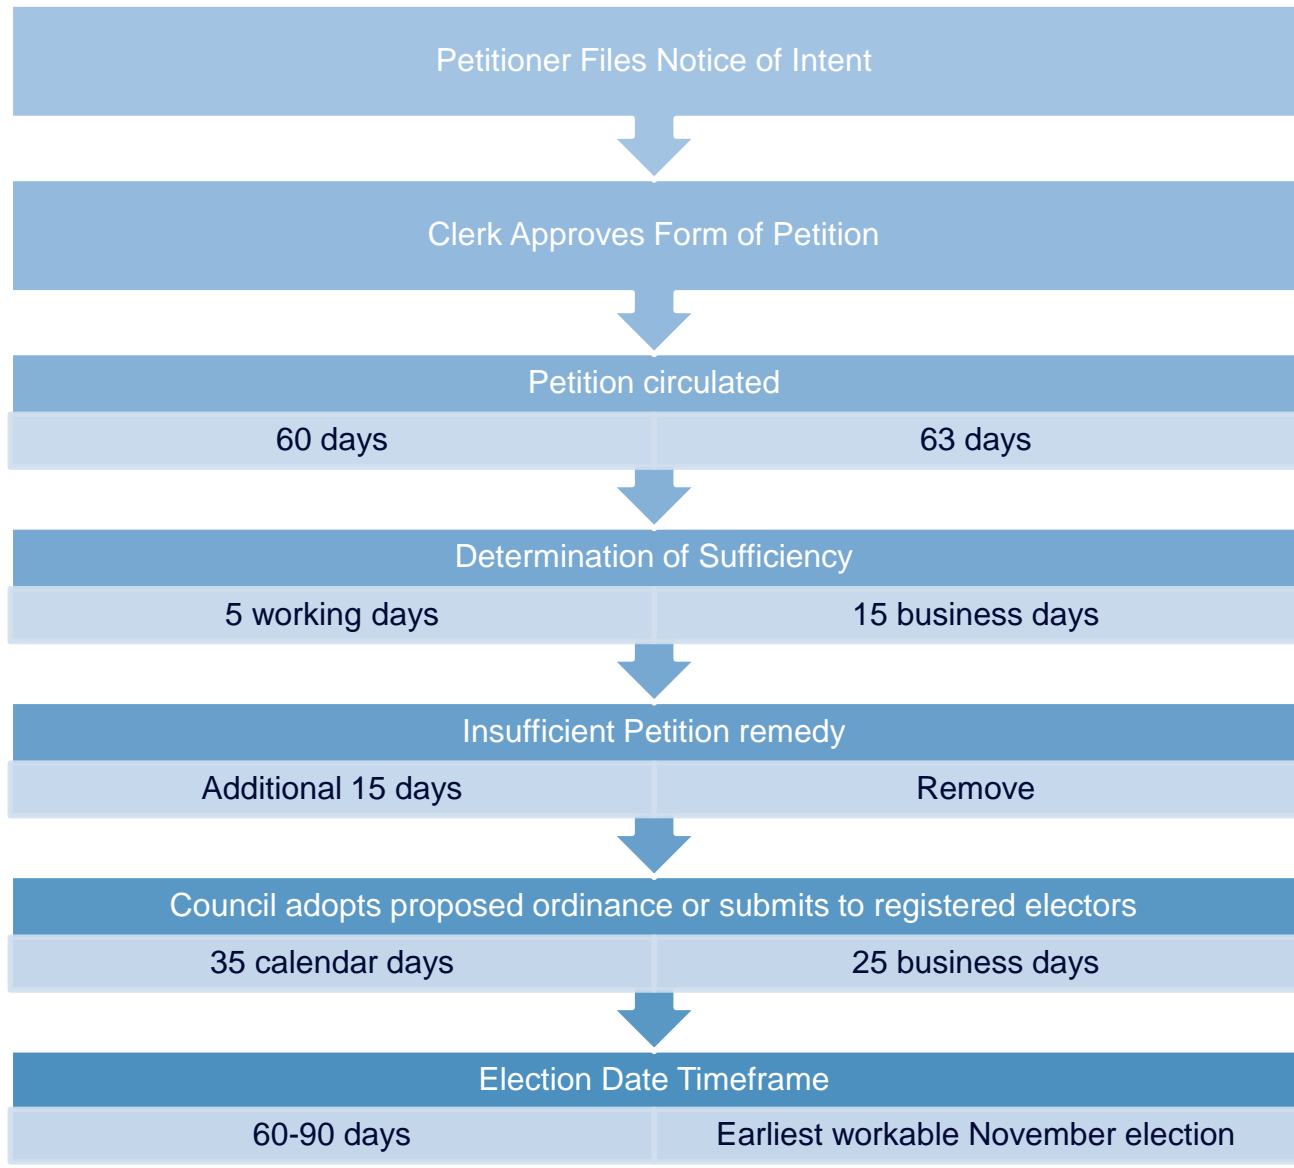 Petitioner Files Notice of Intent
Clerk Approves Form of Petition
Petition circulated
60 days
63 days
Determination of Sufficiency
5 working days
15 business days
Insufficient Petition remedy
Additional 15 days
Remove
Council adopts proposed ordinance or submits to registered electors
35 calendar days
25 business days
Election Date Timeframe
60-90 days
Earliest workable November election